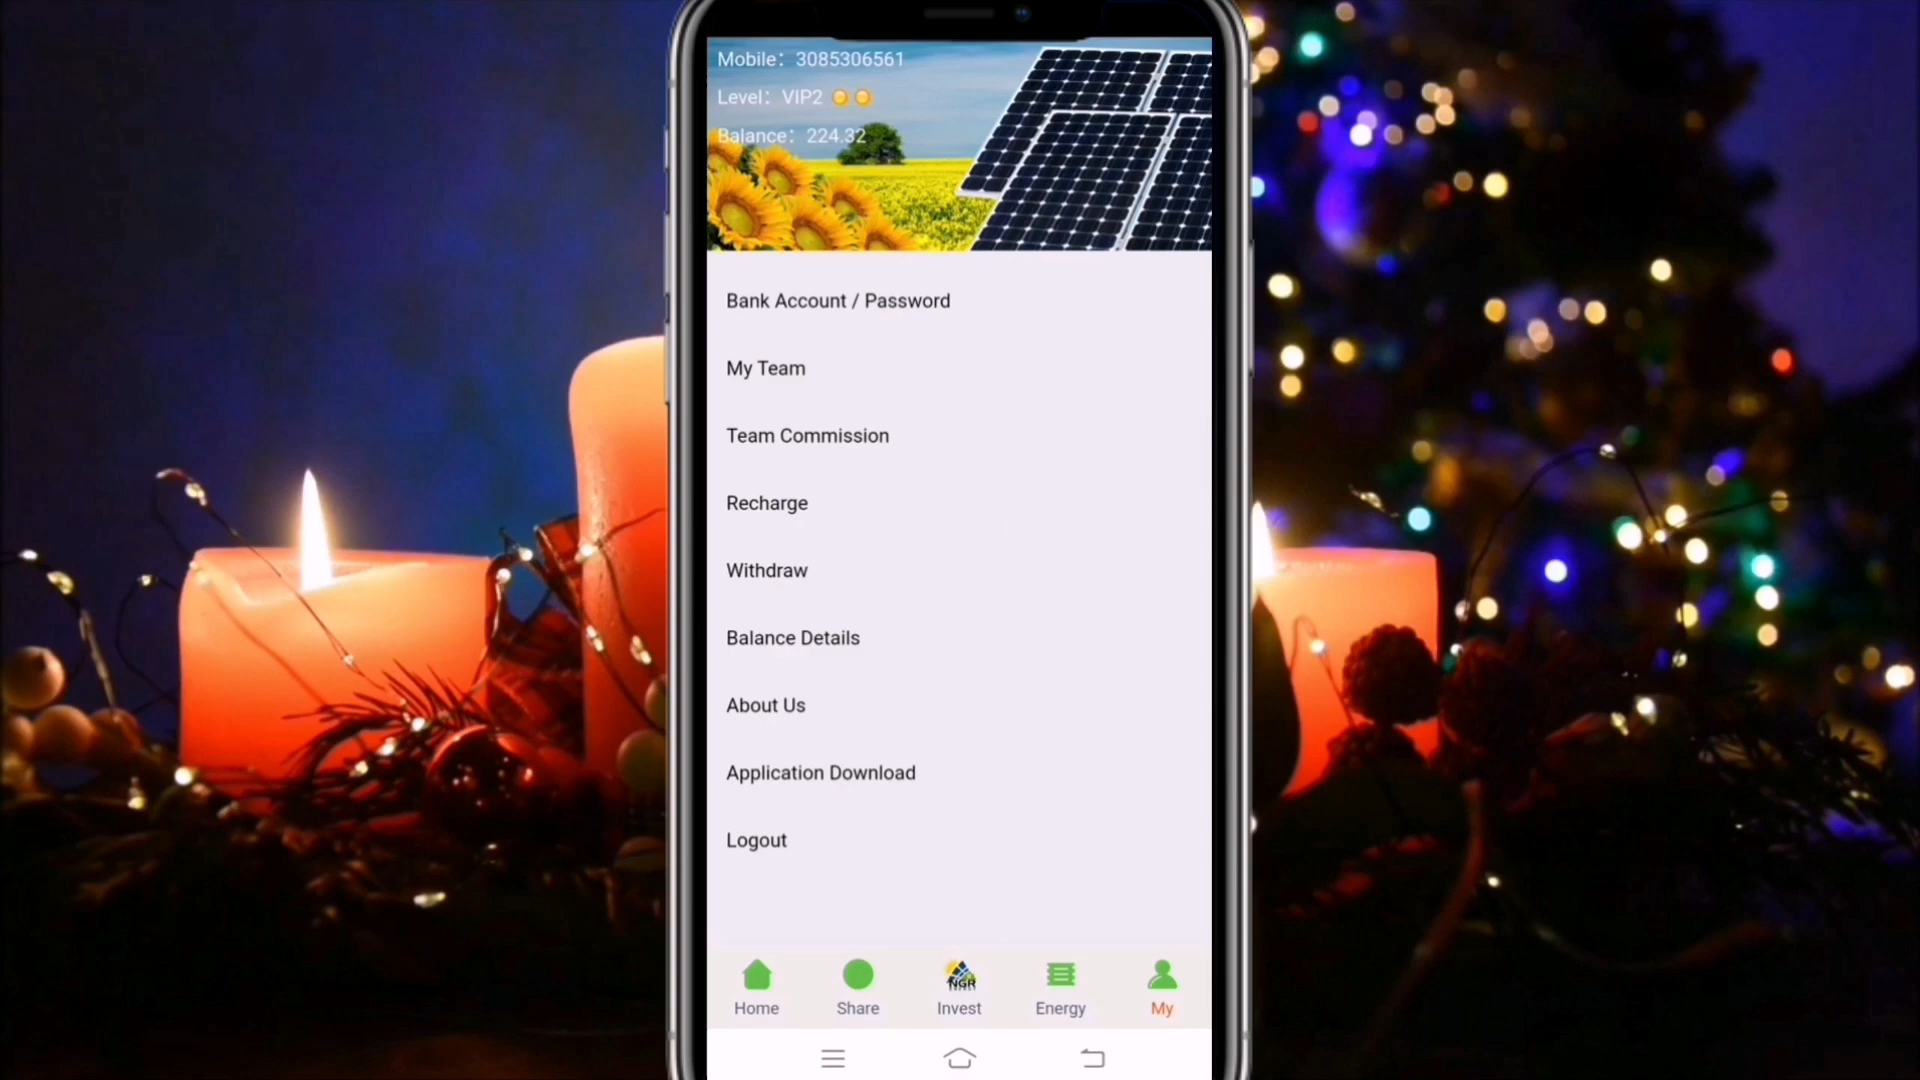 Mobile: 3085306561
Level: VIP2
Balance: 224.32
Bank Account / Password
My Team
Team Commission
Recharge
Withdraw
Balance Details
About Us
Application Download
Logout
NGR
Home Share Invest Energy My